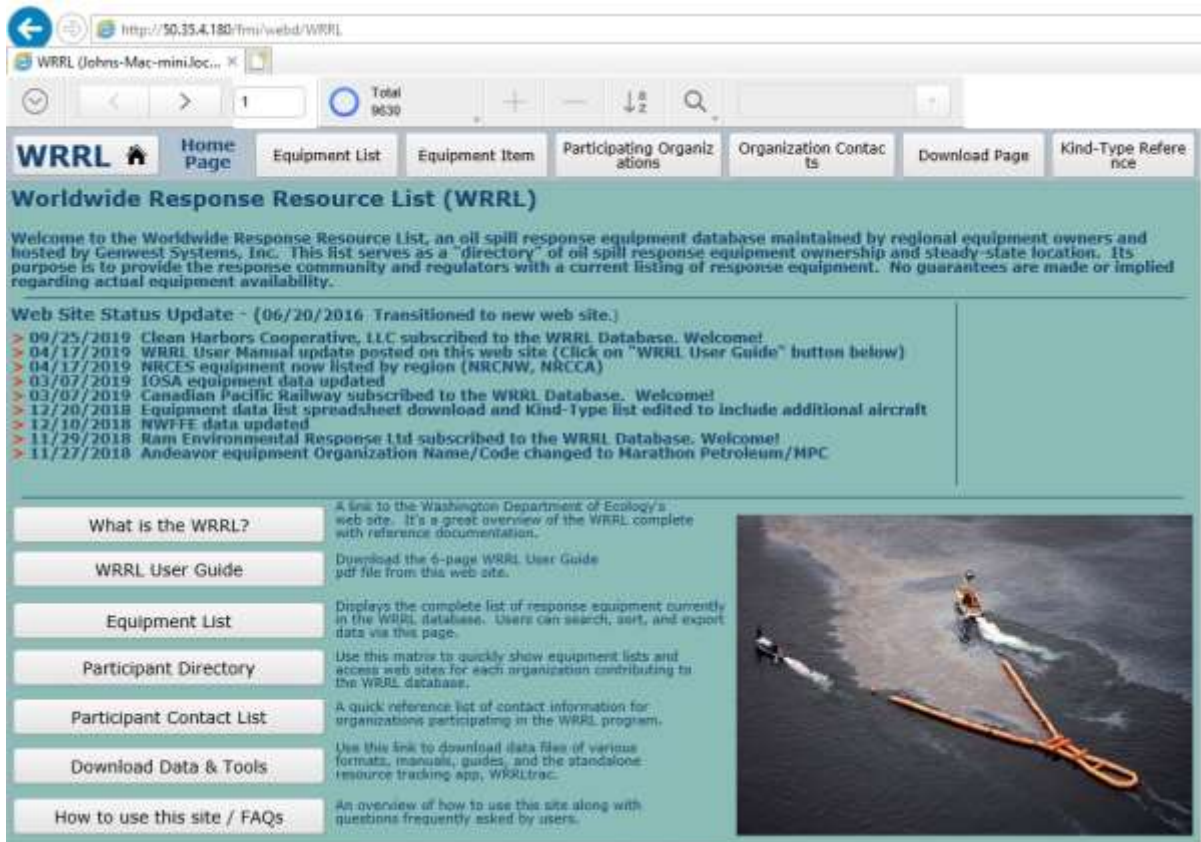 http://50.35.4.180/fmi/webd/WRRL
WRRL (Johns-Mac-mini.loc...
1
Total
9630
WRRL
Home Page
Equipment List
Equipment Item
Participating Organiz
ations
Organization Contac
ts
Download Page
Kind-Type Refere
nce
Worldwide Response Resource List (WRRL)
Welcome to the Worldwide Response Resource List, an oil spill response equipment database maintained by regional equipment owners and
hosted by Genwest Systems, Inc. This list serves as a "directory" of oil spill response equipment ownership and steady-state location. Its
purpose is to provide the response community and regulators with a current listing of response equipment. No guarantees are made or implied
regarding actual equipment availability.
Web Site Status Update - (06/20/2016 Transitioned to new web site.)
> 09/25/2019 Clean Harbors Cooperative, LLC subscribed to the WRRL Database. Welcome!
> 04/17/2019 WRRL User Manual update posted on this web site (Click on "WRRL User Guide" button below)
> 04/17/2019 NRCES equipment now listed by region (NRCNW, NRCCA)
> 03/07/2019 IOSA equipment data updated
> 03/07/2019 Canadian Pacific Railway subscribed to the WRRL Database. Welcome!
> 12/20/2018 Equipment data list spreadsheet download and Kind-Type list edited to include additional aircraft
> 12/10/2018 NWFFE data updated
> 11/29/2018 Ram Environmental Response Ltd subscribed to the WRRL Database. Welcome!
> 11/27/2018 Andeavor equipment Organization Name/Code changed to Marathon Petroleum/MPC
What is the WRRL?
A link to the Washington Department of Ecology's
web site. It's a great overview of the WRRL complete
with reference documentation.
WRRL User Guide
Download the 6-page WRRL User Guide
pdf file from this web site.
Equipment List
Displays the complete list of response equipment currently
in the WRRL database. Users can search, sort, and export
data via this page.
Participant Directory
Use this matrix to quickly show equipment lists and
access web sites for each organization contributing to
the WRRL database.
Participant Contact List
A quick reference list of contact information for
organizations participating in the WRRL program.
Download Data & Tools
Use this link to download data files of various
formats, manuals, guides, and the standalone
resource tracking app, WRRLtrac.
How to use this site / FAQs
An overview of how to use this site along with
questions frequently asked by users.